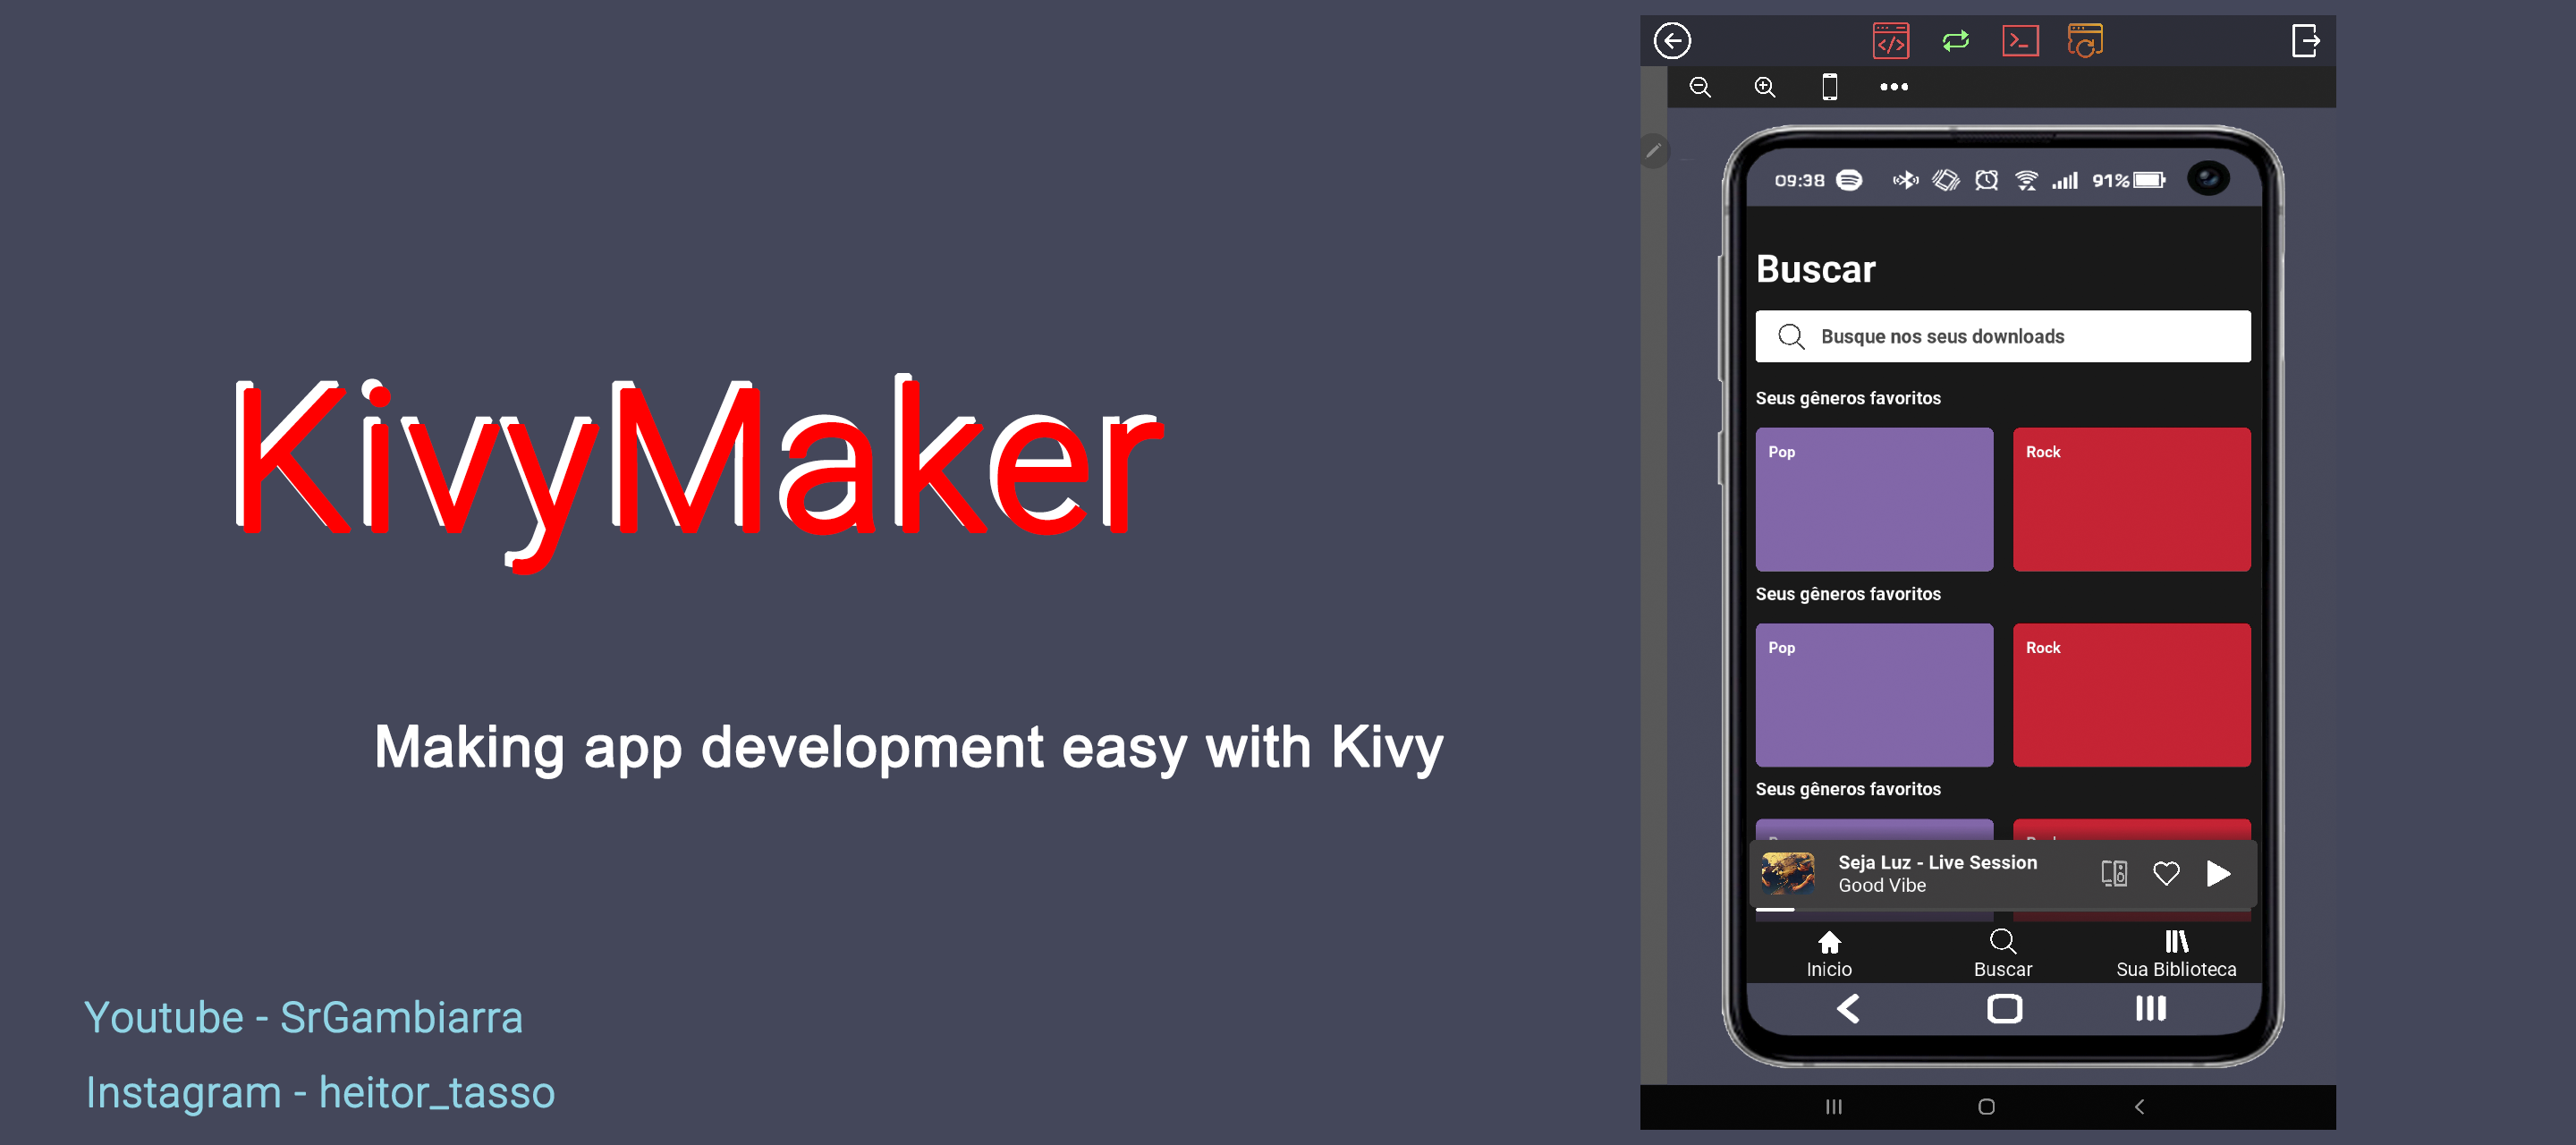 KivyMaker
Making app development easy with Kivy
Youtube - SrGambiarra
Instagram - heitor_tasso
09:38
91%
Buscar
Busque nos seus downloads
Seus gêneros favoritos
Pop
Rock
Seus gêneros favoritos
Pop
Rock
Seus gêneros favoritos
Seja Luz - Live Session
Good Vibe
Inicio
Buscar
Sua Biblioteca